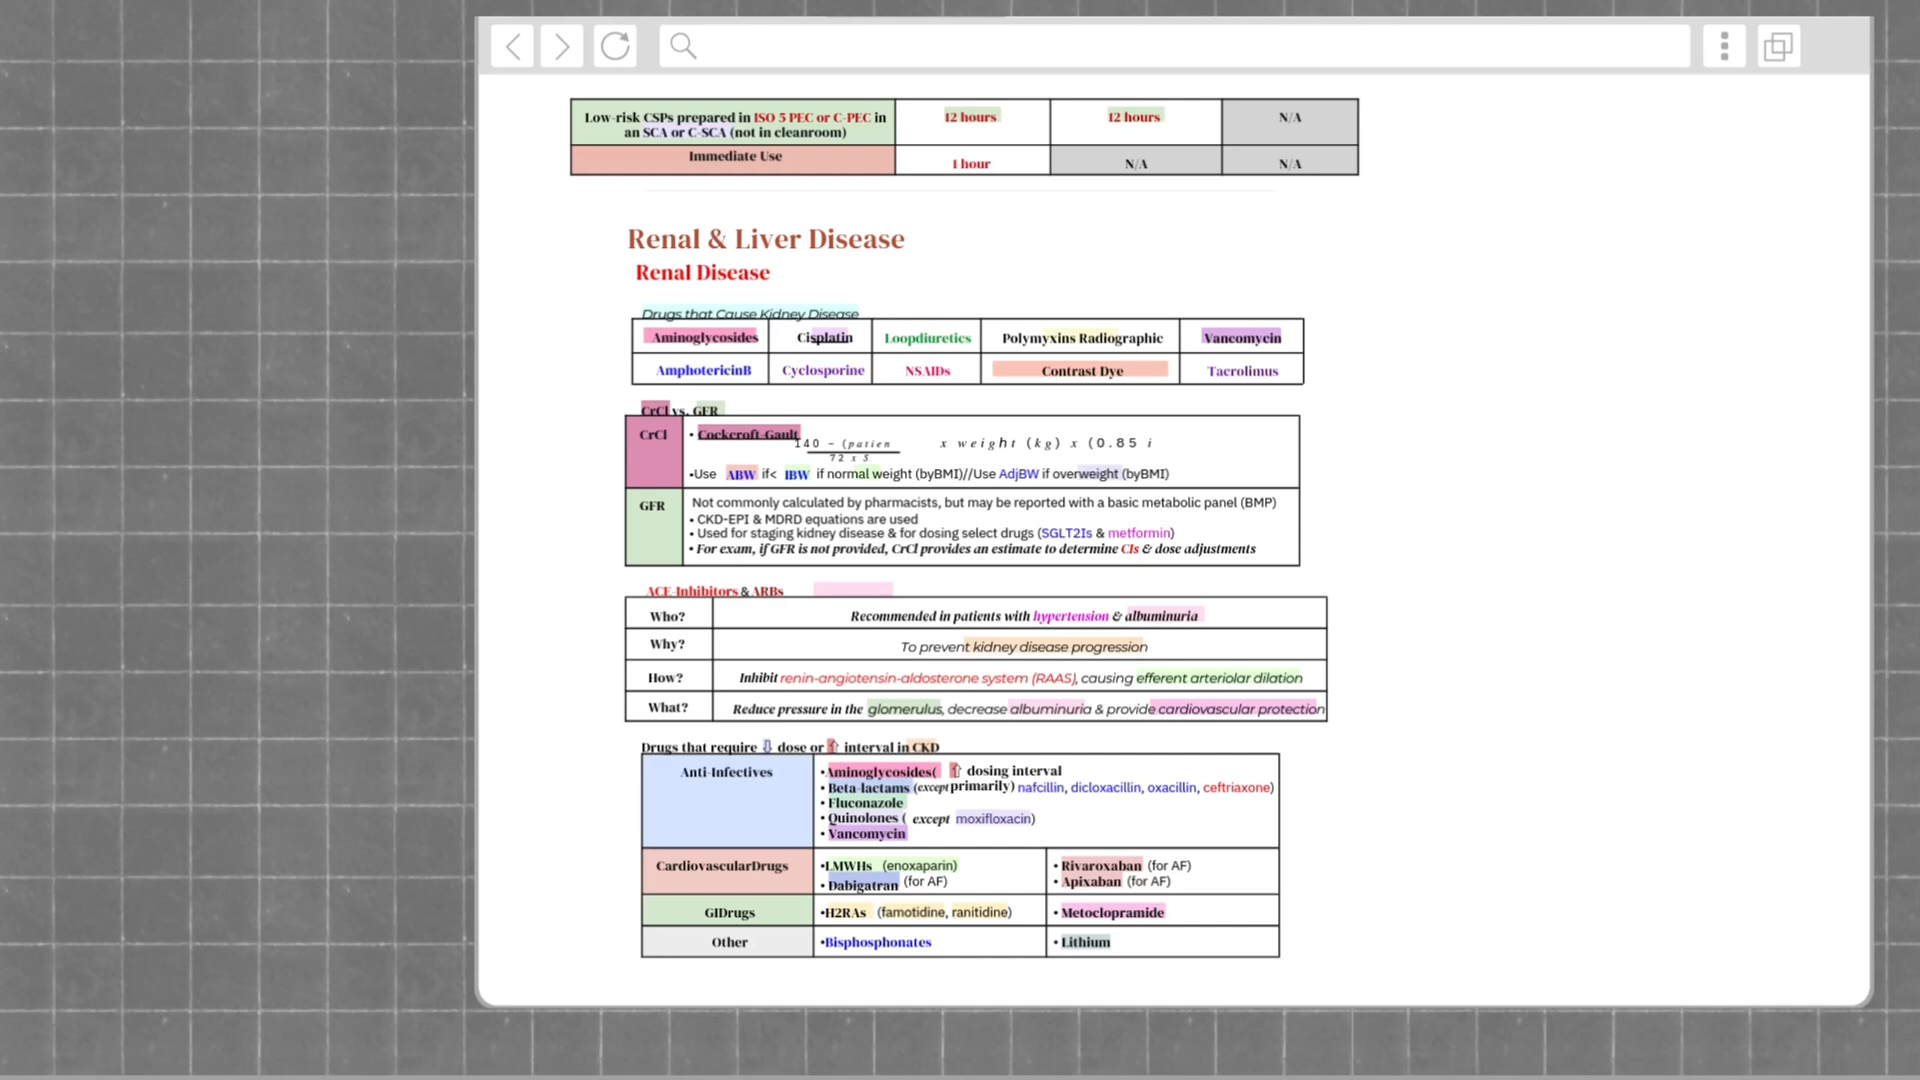 Low-risk CSPs prepared in ISO 5 PEC or C-PEC in
an SCA or C-SCA (not in cleanroom)
12 hours
12 hours
N/A
Immediate Use
1 hour
N/A
N/A
Renal & Liver Disease
Renal Disease
Drugs that Cause Kidney Disease
Aminoglycosides
Cisplatin
Loopdiuretics
Polymyxins Radiographic
Vancomycin
AmphotericinB
Cyclosporine
NSAIDs
Contrast Dye
Tacrolimus
CrCl vs. GFR
CrCl
• Cockcroft-Gault
140 - (patien
72 x S
x weight (kg) x (0.85 i
•Use ABW if< IBW if normal weight (byBMI)//Use AdjBW if overweight (byBMI)
GFR
Not commonly calculated by pharmacists, but may be reported with a basic metabolic panel (BMP)
• CKD-EPI & MDRD equations are used
• Used for staging kidney disease & for dosing select drugs (SGLT2Is & metformin)
• For exam, if GFR is not provided, CrCl provides an estimate to determine CIs & dose adjustments
ACE-Inhibitors & ARBs
Who?
Recommended in patients with hypertension & albuminuria
Why?
To prevent kidney disease progression
How?
Inhibit renin-angiotensin-aldosterone system (RAAS), causing efferent arteriolar dilation
What?
Reduce pressure in the glomerulus, decrease albuminuria & provide cardiovascular protection
Drugs that require ⇩ dose or ⇧ interval in CKD
Anti-Infectives
•Aminoglycosides( ⇧ dosing interval
• Beta-lactams (except primarily) nafcillin, dicloxacillin, oxacillin, ceftriaxone)
• Fluconazole
• Quinolones ( except moxifloxacin)
• Vancomycin
CardiovascularDrugs
•LMWHs (enoxaparin)
• Dabigatran (for AF)
• Rivaroxaban (for AF)
• Apixaban (for AF)
GIDrugs
•H2RAs (famotidine, ranitidine)
• Metoclopramide
Other
•Bisphosphonates
• Lithium